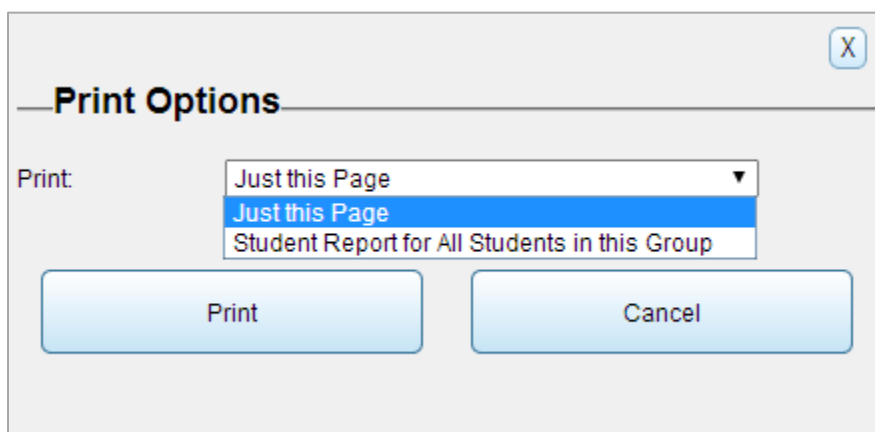 X
Print Options
Print: Just this Page
Just this Page
Student Report for All Students in this Group
Print Cancel